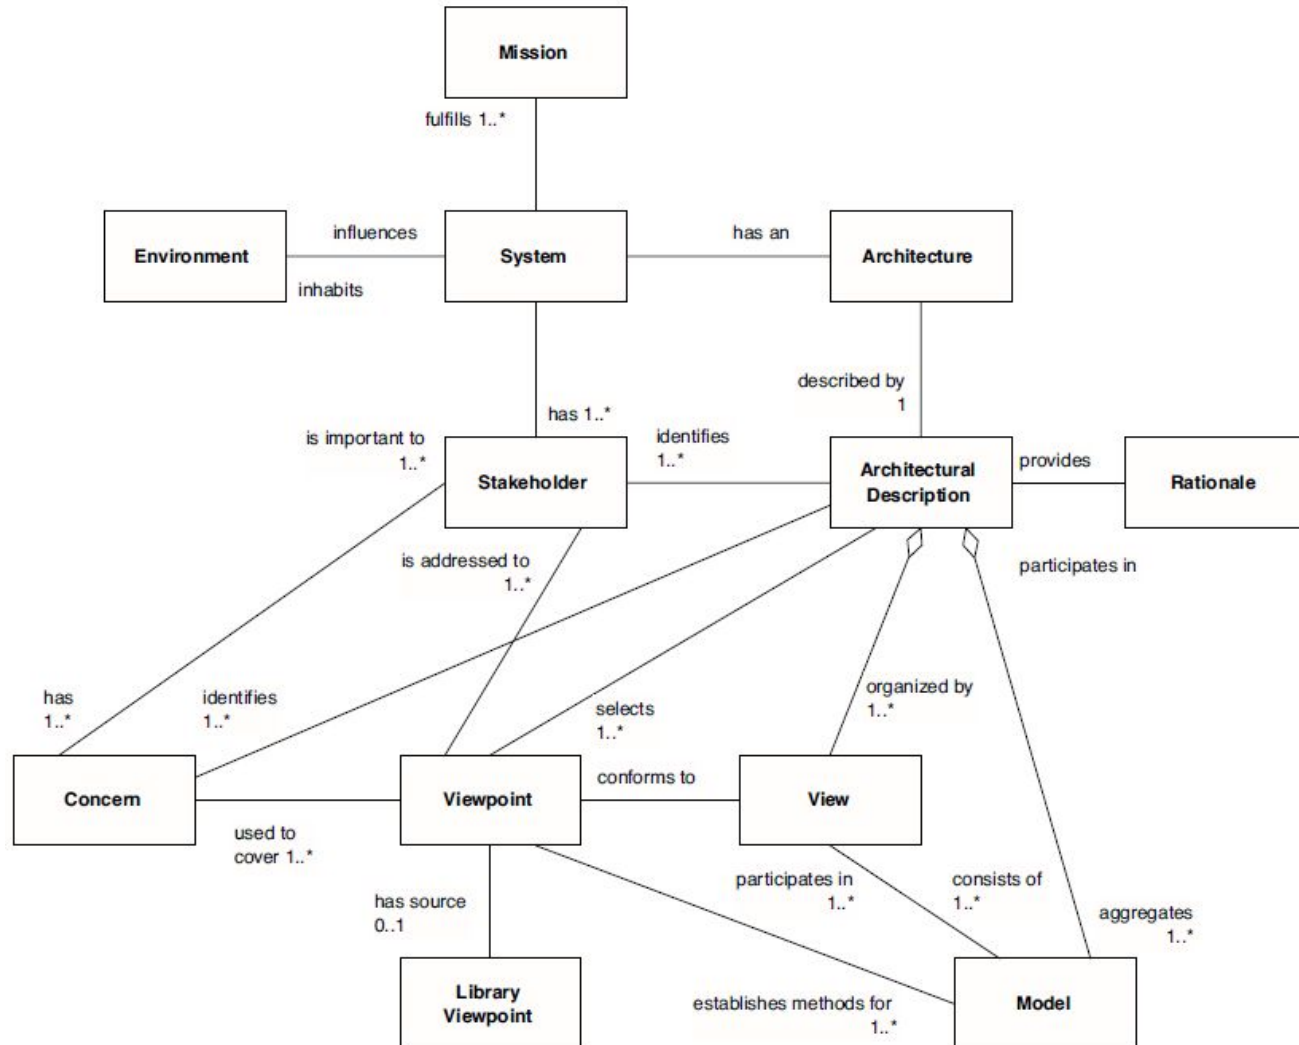 Mission
fulfills 1..*
influences
has an
Environment
System
Architecture
inhabits
described by
1
has 1..*
is important to
1..*
identifies
1..*
Stakeholder
Architectural
Description
provides
Rationale
is addressed to
1..*
participates in
has
1..*
identifies
1..*
selects
1..*
organized by
1..*
Concern
Viewpoint
conforms to
View
used to
cover 1..*
has source
0..1
participates in
1..*
consists of
1..*
aggregates
1..*
Library
Viewpoint
establishes methods for
1..*
Model